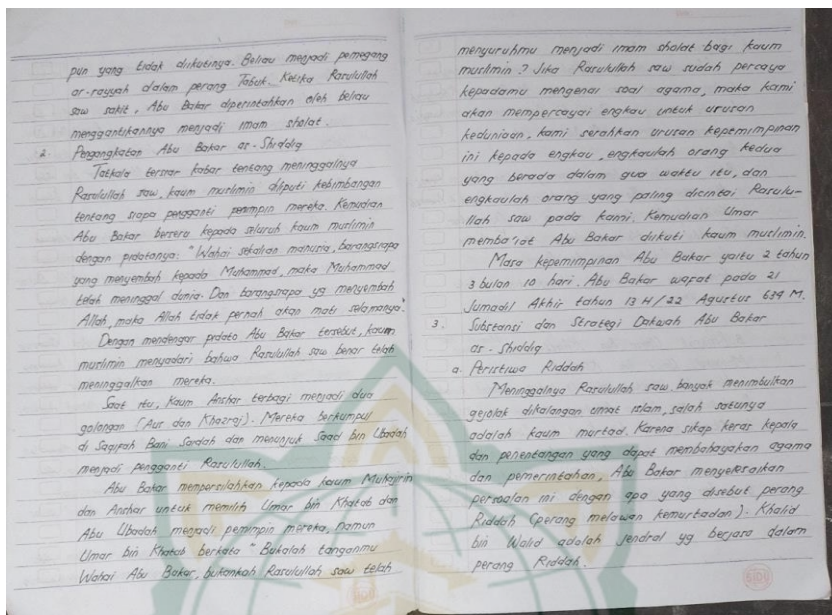 pun yang tidak diikutinya. Beliau menjadi pemegang
ar-rayyah dalam perang Tabuk. Ketika Rasulullah
saw sakit, Abu Bakar diperintahkan oleh beliau
menggantikannya menjadi imam sholat.
2. Pengangkatan Abu Bakar as-Shiddiq
Tatkala tersiar kabar tentang meninggalnya
Rasulullah saw, kaum muslimin diliputi kebimbangan
tentang siapa pengganti pemimpin mereka. Kemudian
Abu Bakar berseru kepada seluruh kaum muslimin
dengan pidatonya: "Wahai sekalian manusia, barangsiapa
yang menyembah kepada Muhammad, maka Muhammad
telah meninggal dunia. Dan barangsiapa yg menyembah
Allah, maka Allah tidak pernah akan mati selamanya."
Dengan mendengar pidato Abu Bakar tersebut, kaum
muslimin menyadari bahwa Rasulullah saw benar telah
meninggalkan mereka.
Saat itu, kaum Anshar terbagi menjadi dua
golongan (Aus dan Khazraj). Mereka berkumpul
di Saqifah Bani Saidah dan menunjuk Saad bin Ubadah
menjadi pengganti Rasulullah.
Abu Bakar mempersilahkan kepada kaum Muhajirin
dan Anshar untuk memilih Umar bin Khatab dan
Abu Ubadah menjadi pemimpin mereka, namun
Umar bin Khatab berkata "Bukalah tanganmu
Wahai Abu Bakar, bukankah Rasulullah saw telah
menyuruhmu menjadi imam sholat bagi kaum
muslimin? Jika Rasulullah saw sudah percaya
kepadamu mengenai soal agama, maka kami
akan mempercayai engkau untuk urusan
keduniaan, kami serahkan urusan kepemimpinan
ini kepada engkau, engkaulah orang kedua
yang berada dalam gua waktu itu, dan
engkaulah orang yang paling dicintai Rasulu-
llah saw pada kami. Kemudian Umar
memba'iat Abu Bakar diikuti kaum muslimin.
Masa kepemimpinan Abu Bakar yaitu 2 tahun
3 bulan 10 hari. Abu Bakar wafat pada 21
Jumadil Akhir tahun 13 H/22 Agustus 634 M.
3. Substansi dan Strategi Dakwah Abu Bakar
as-Shiddiq
a. Peristiwa Riddah
Meninggalnya Rasulullah saw banyak menimbulkan
gejolak dikalangan umat islam, salah satunya
adalah kaum murtad. Karena sikap keras kepala
dan penentangan yang dapat membahayakan agama
dan pemerintahan, Abu Bakar menyelesaikan
persoalan ini dengan apa yang disebut perang
Riddah (perang melawan kemurtadan). Khalid
bin Walid adalah jendral yg berjasa dalam
perang Riddah.
SIDU
SIDU